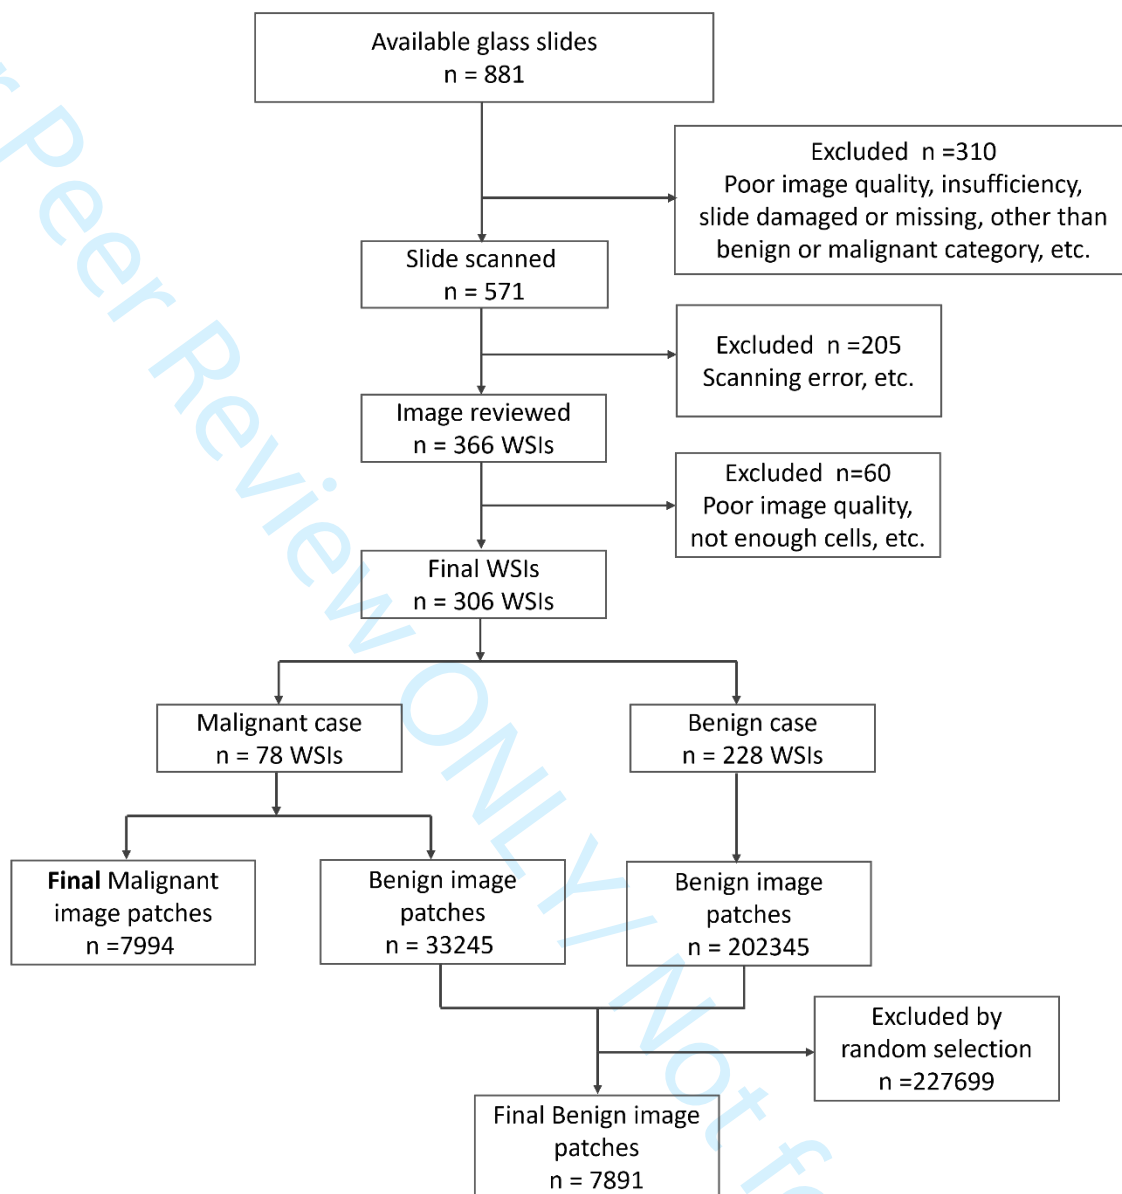 Available glass slides
n = 881
Excluded n =310
Poor image quality, insufficiency,
slide damaged or missing, other than
benign or malignant category, etc.
Slide scanned
n = 571
Excluded n =205
Scanning error, etc.
Image reviewed
n = 366 WSIs
Excluded n=60
Poor image quality,
not enough cells, etc.
Final WSIs
n = 306 WSIs
Malignant case
n = 78 WSIs
Benign case
n = 228 WSIs
Final Malignant
image patches
n =7994
Benign image
patches
n = 33245
Benign image
patches
n = 202345
Excluded by
random selection
n =227699
Final Benign image
patches
n = 7891
Peer Review ONLY/ Not